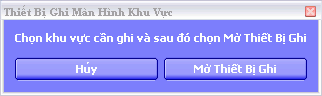 Thiết Bị Ghi Màn Hình Khu Vực
Chọn khu vực cần ghi và sau đó chọn Mở Thiết Bị Ghi
Hủy
Mở Thiết Bị Ghi